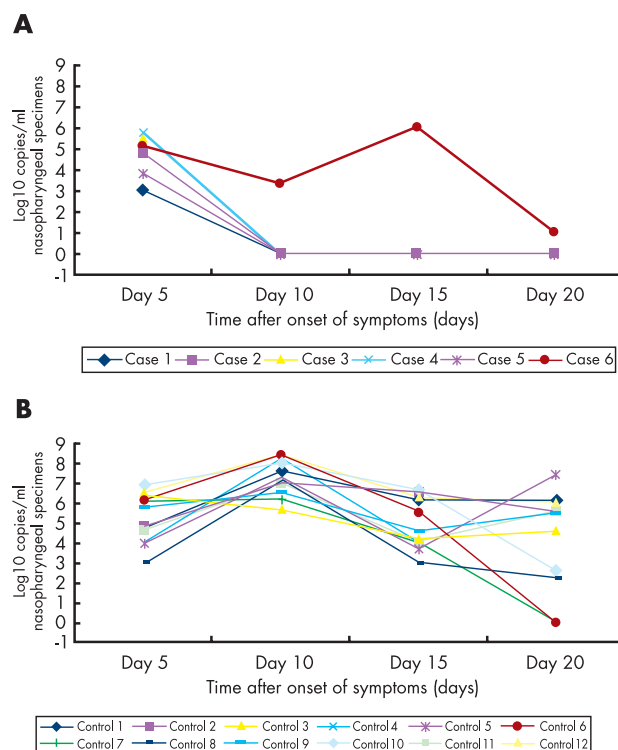 A
Log10 copies/ml
nasopharyngeal specimens
9
8
7
6
5
4
3
2
1
0
-1
Day 5 Day 10 Day 15 Day 20
Time after onset of symptoms (days)
Case 1 Case 2 Case 3 Case 4 Case 5 Case 6
B
Log10 copies/ml
nasopharyngeal specimens
9
8
7
6
5
4
3
2
1
0
-1
Day 5 Day 10 Day 15 Day 20
Time after onset of symptoms (days)
Control 1 Control 2 Control 3 Control 4 Control 5 Control 6
Control 7 Control 8 Control 9 Control 10 Control 11 Control 12